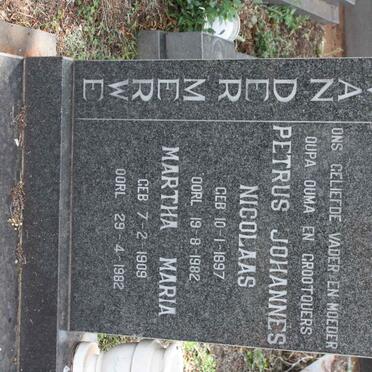 VAN DER MERWE
ONS GELIEFDE VADER EN MOEDER
OUPA OUMA EN GROOTOUERS
PETRUS JOHANNES
NICOLAAS
GEB 10-1-1897
OORL 19-8-1982
MARTHA MARIA
GEB 7-2-1909
OORL 29-4-1982